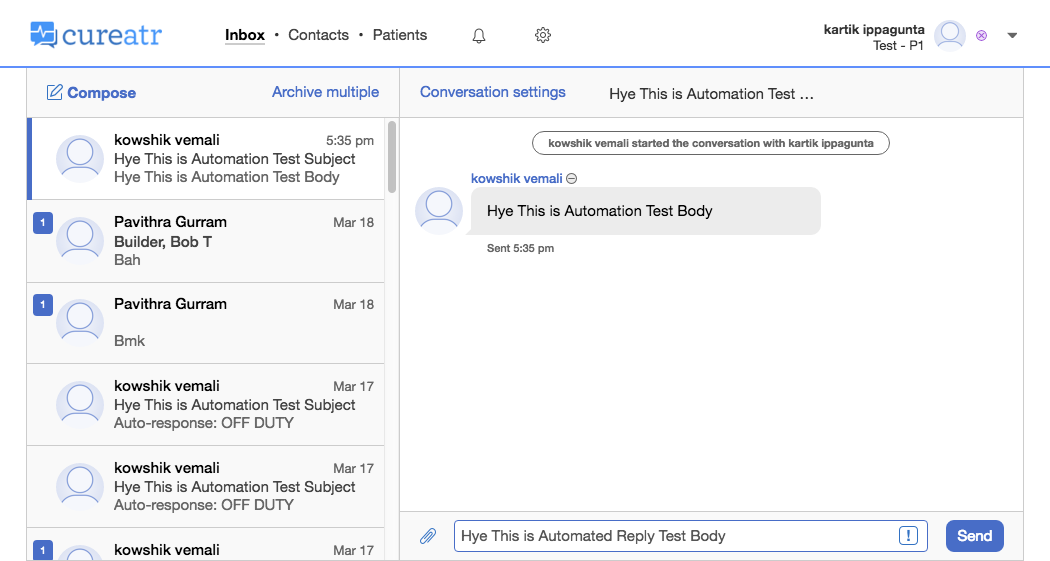 cureatr
Inbox • Contacts • Patients
kartik ippagunta
Test - P1
Compose
Archive multiple
Conversation settings
Hye This is Automation Test ...
kowshik vemali
5:35 pm
Hye This is Automation Test Subject
Hye This is Automation Test Body
1
Pavithra Gurram
Mar 18
Builder, Bob T
Bah
1
Pavithra Gurram
Mar 18
Bmk
kowshik vemali
Mar 17
Hye This is Automation Test Subject
Auto-response: OFF DUTY
kowshik vemali
Mar 17
Hye This is Automation Test Subject
Auto-response: OFF DUTY
1
kowshik vemali
Mar 17
kowshik vemali started the conversation with kartik ippagunta
kowshik vemali
Hye This is Automation Test Body
Sent 5:35 pm
Hye This is Automated Reply Test Body
!
Send